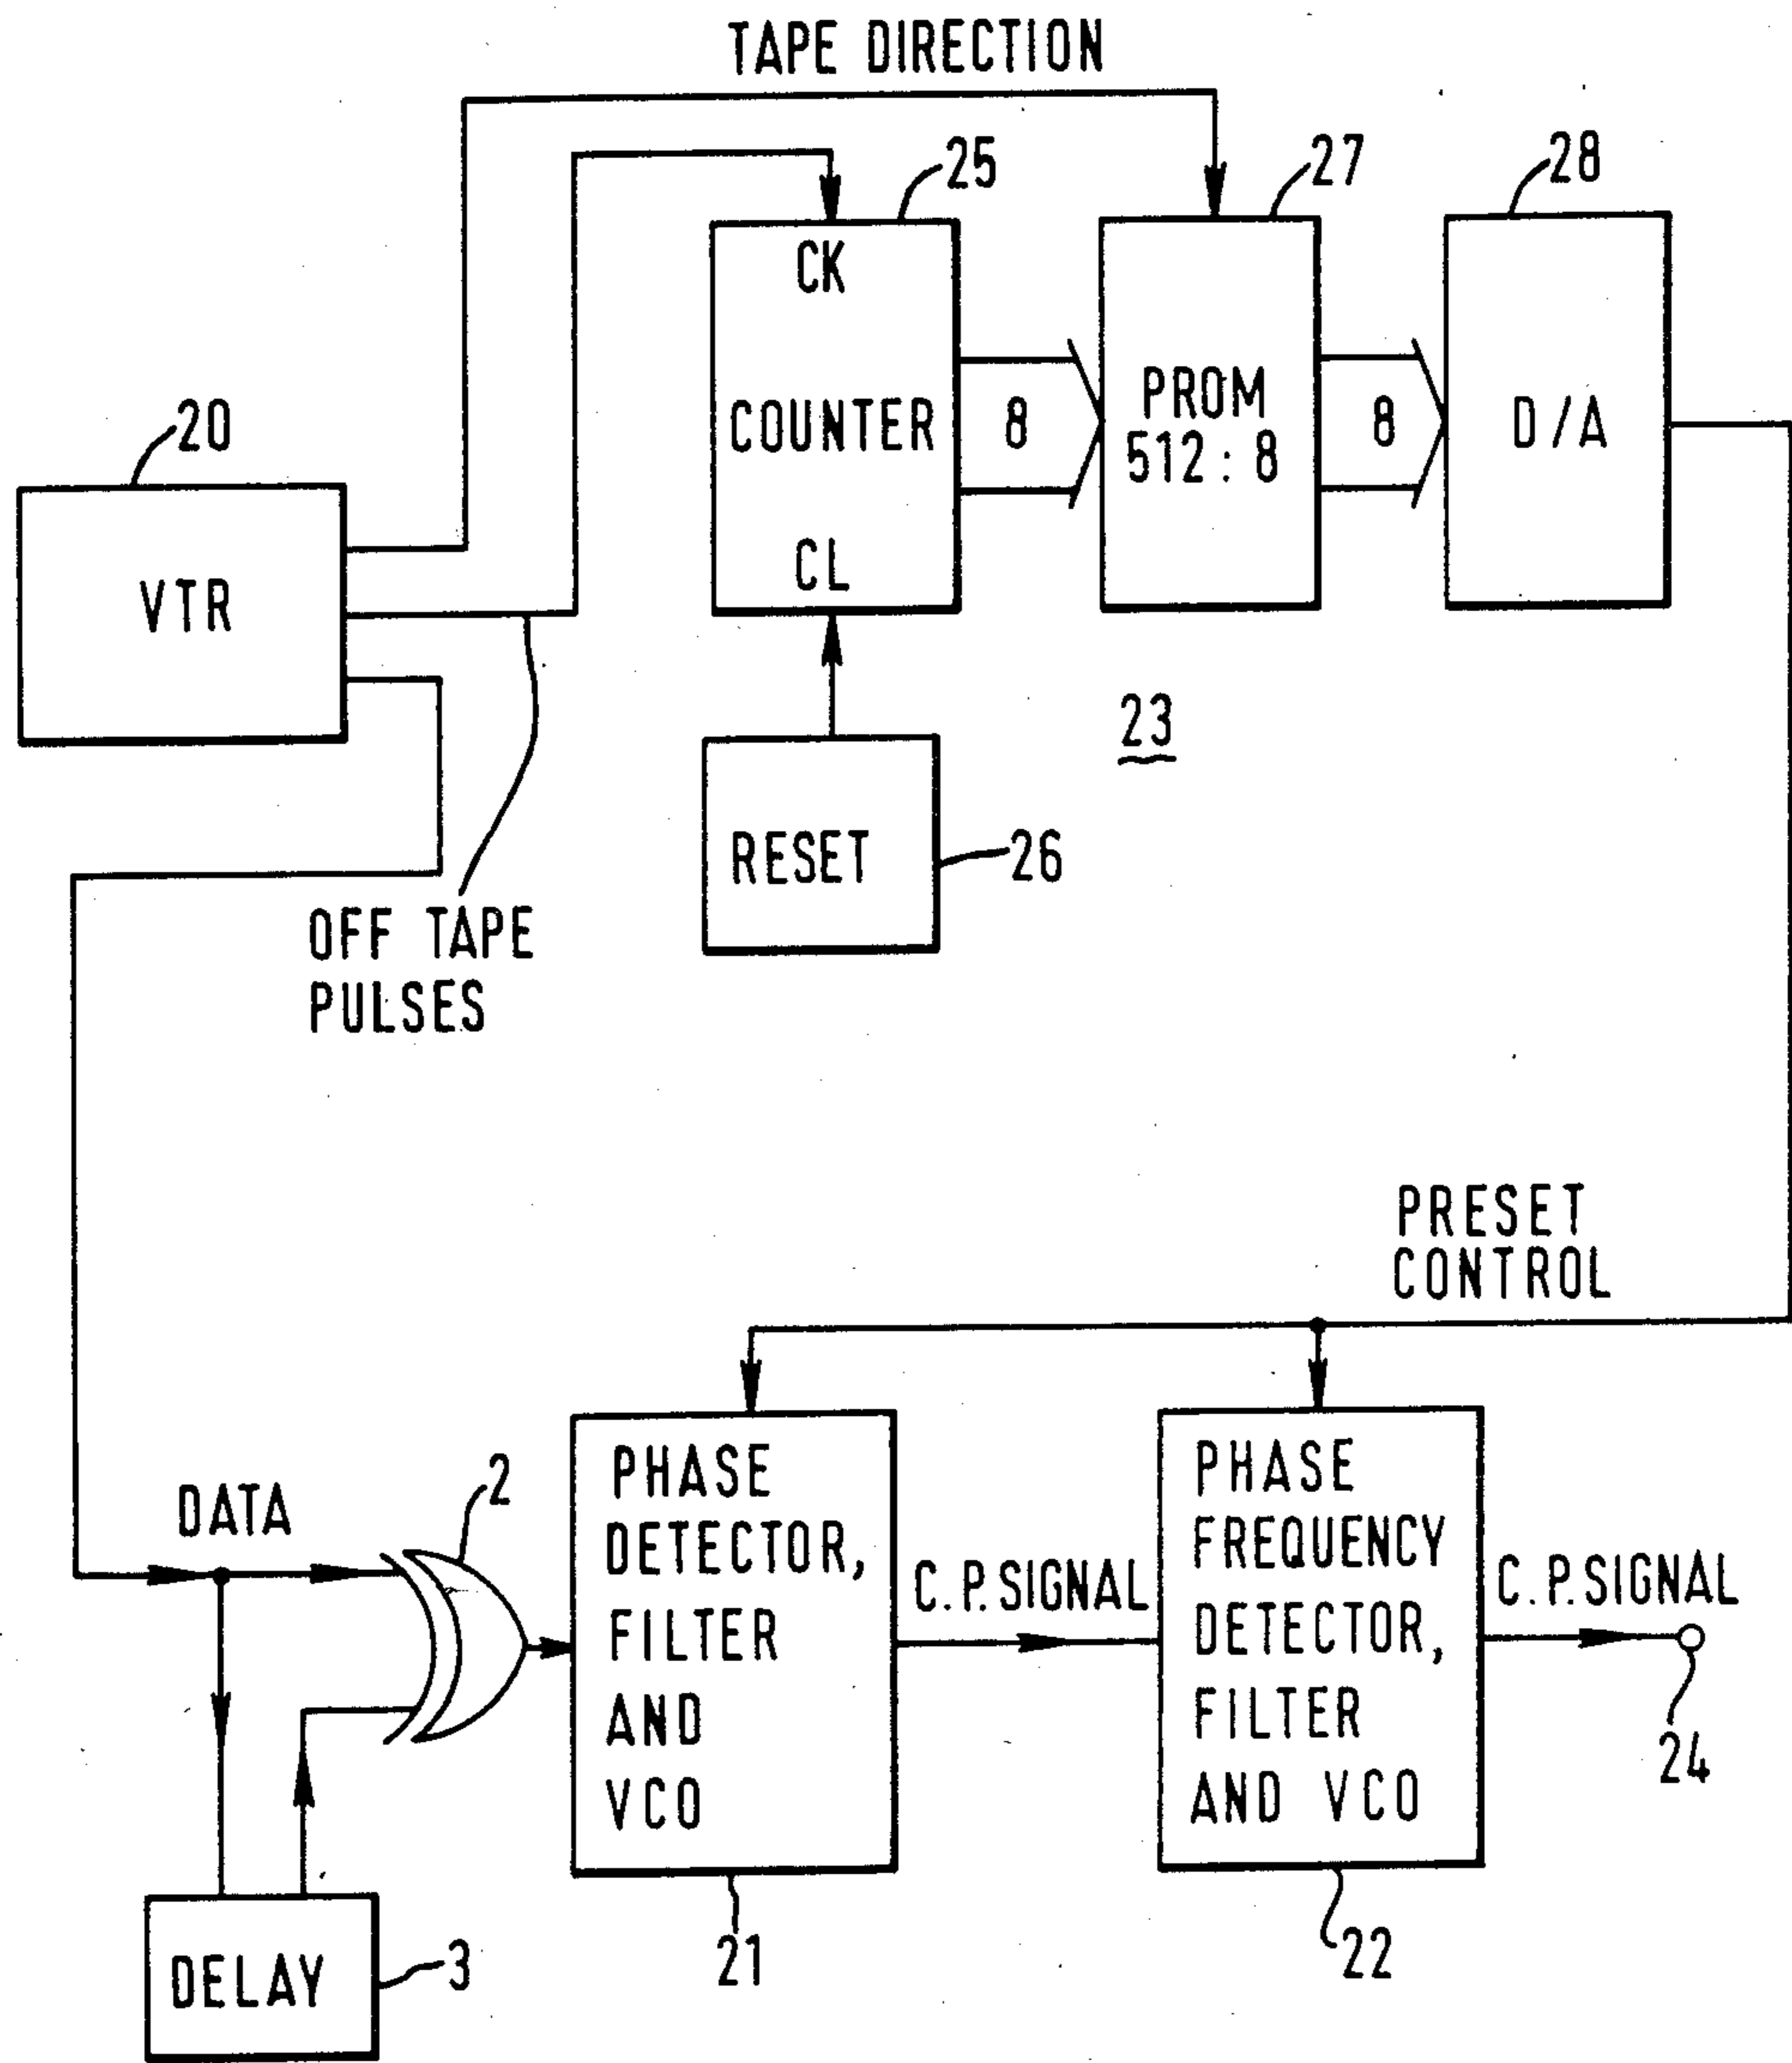 TAPE DIRECTION
25
27
28
CK
COUNTER
CL
8
PROM
512 : 8
8
D/A
20
VTR
23
RESET
26
OFF TAPE
PULSES
PRESET
CONTROL
DATA
2
PHASE
DETECTOR,
FILTER
AND
VCO
C.P.SIGNAL
PHASE
FREQUENCY
DETECTOR,
FILTER
AND VCO
C.P.SIGNAL
24
DELAY
3
21
22